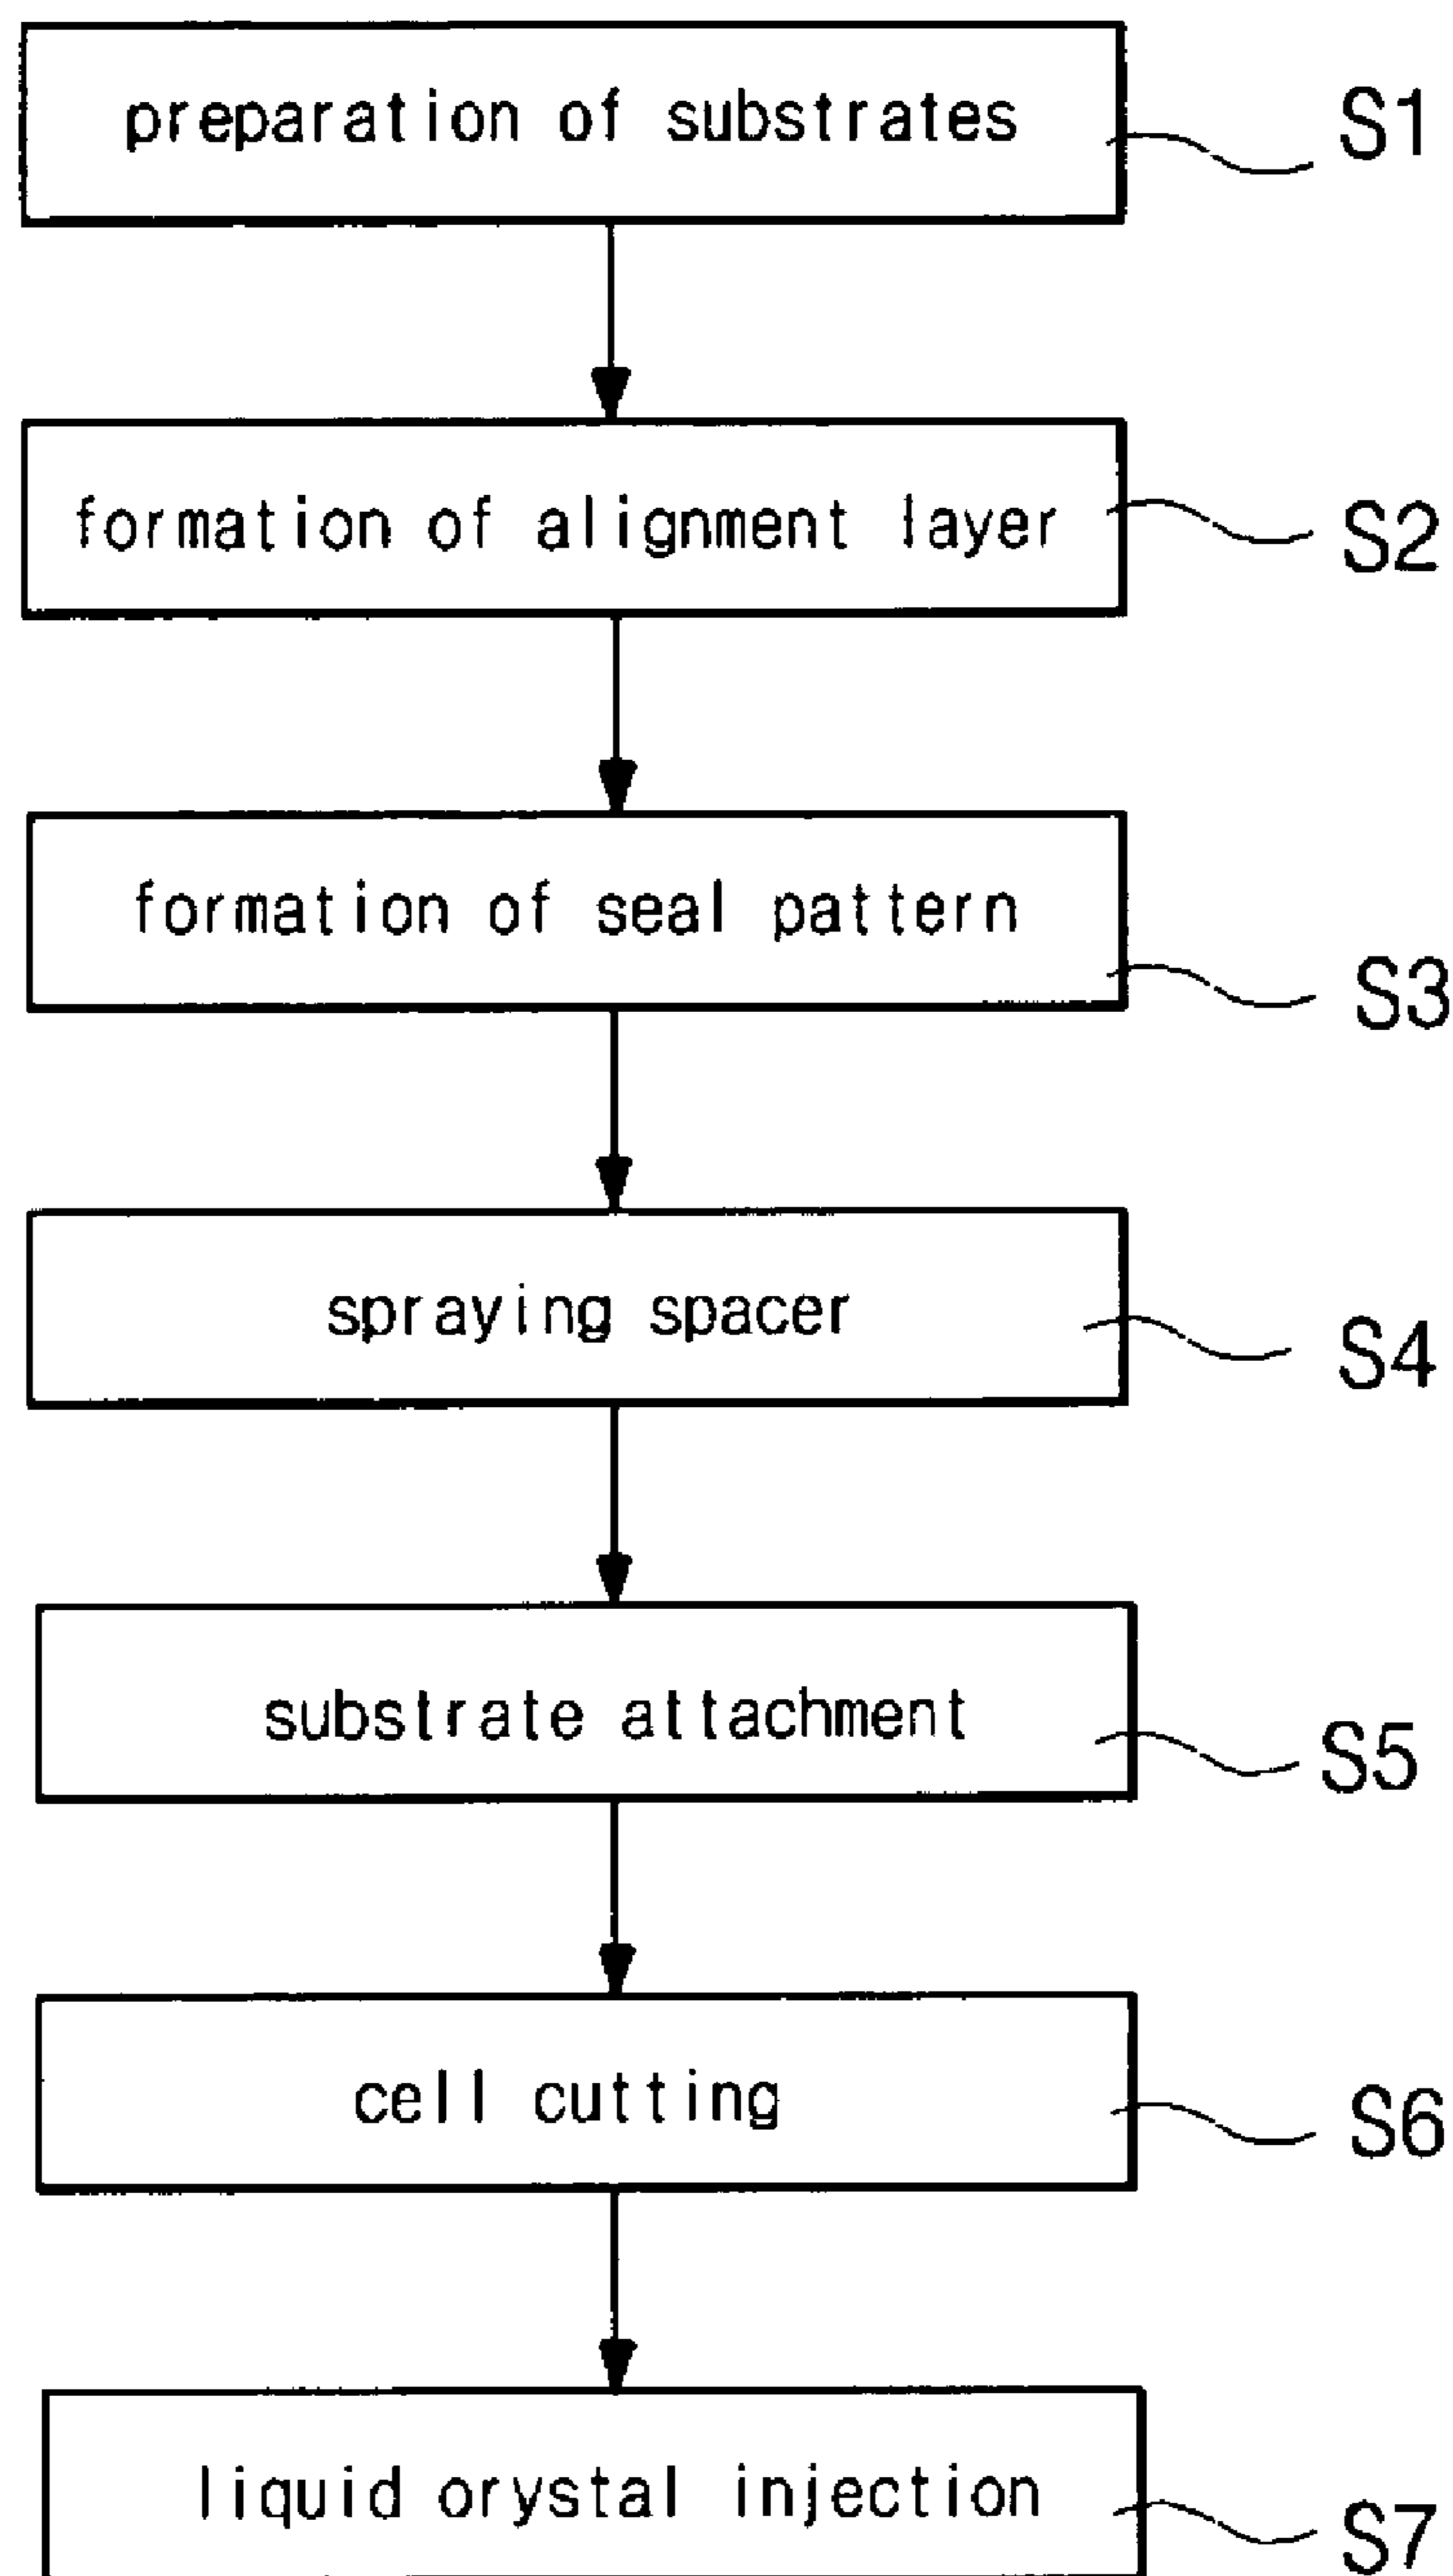 preparation of substrates
S1
formation of alignment layer
S2
formation of seal pattern
S3
spraying spacer
S4
substrate attachment
S5
cell cutting
S6
liquid orystal injection
S7